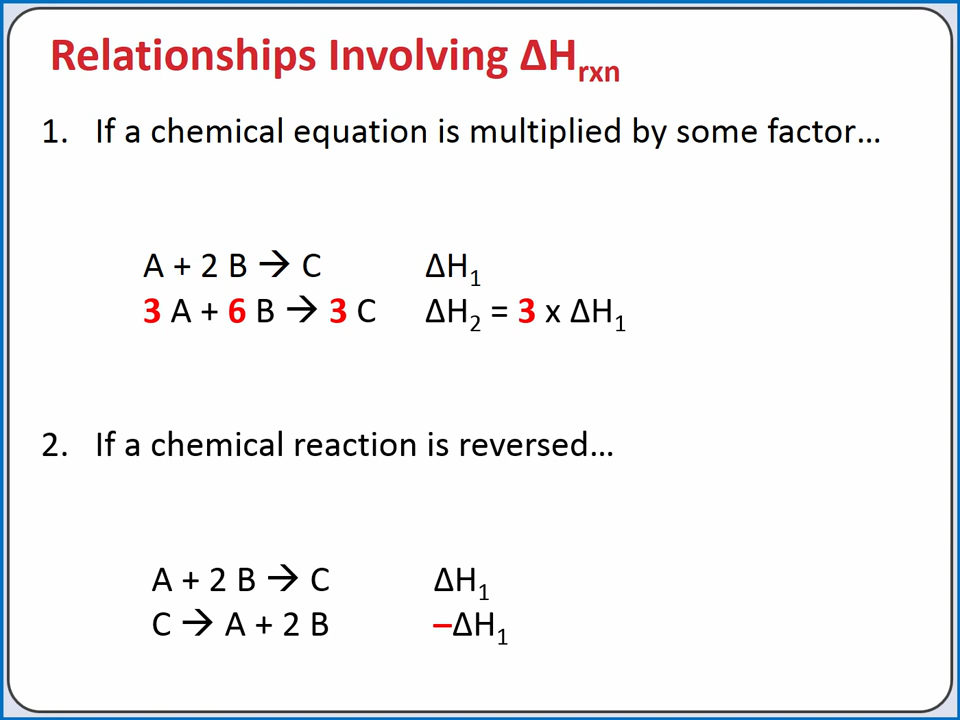 Relationships Involving ΔHrxn
1. If a chemical equation is multiplied by some factor…
A + 2 B → C ΔH1
3 A + 6 B → 3 C ΔH2 = 3 x ΔH1
2. If a chemical reaction is reversed…
A + 2 B → C ΔH1
C → A + 2 B –ΔH1